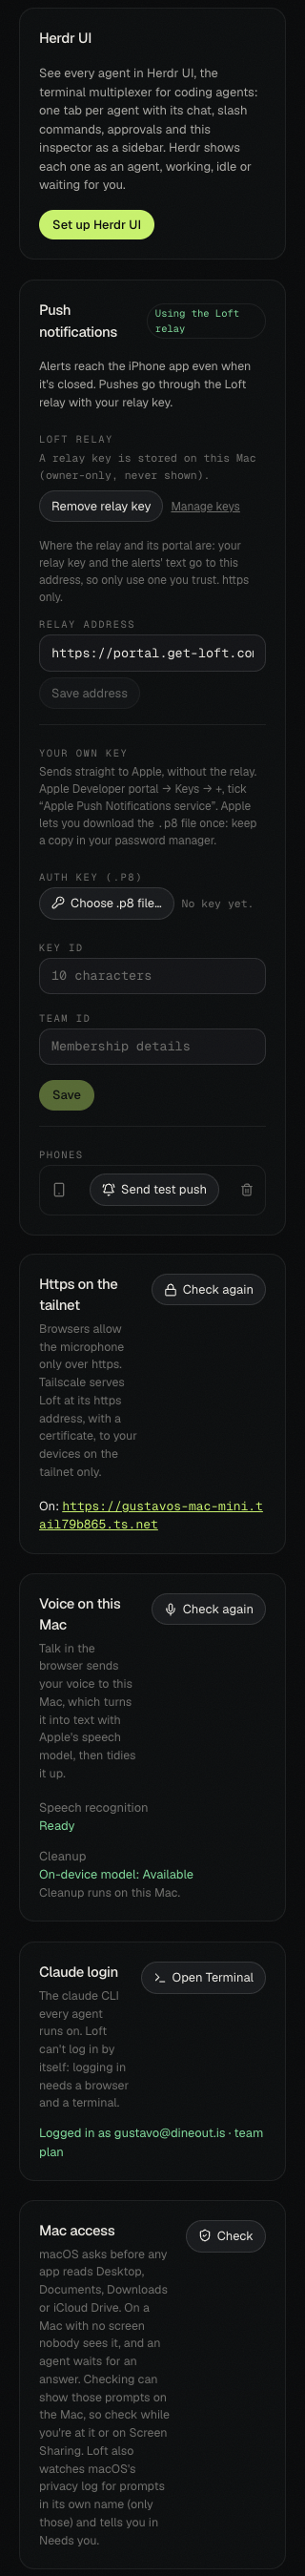 Herdr UI
See every agent in Herdr UI, the
terminal multiplexer for coding agents:
one tab per agent with its chat, slash
commands, approvals and this
inspector as a sidebar. Herdr shows
each one as an agent, working, idle or
waiting for you.
Set up Herdr UI
Push
notifications
Using the Loft
relay
Alerts reach the iPhone app even when
it's closed. Pushes go through the Loft
relay with your relay key.
LOFT RELAY
A relay key is stored on this Mac
(owner-only, never shown).
Remove relay key Manage keys
Where the relay and its portal are: your
relay key and the alerts' text go to this
address, so only use one you trust. https
only.
RELAY ADDRESS
https://portal.get-loft.com
Save address
YOUR OWN KEY
Sends straight to Apple, without the relay.
Apple Developer portal → Keys → +, tick
“Apple Push Notifications service”. Apple
lets you download the .p8 file once: keep
a copy in your password manager.
AUTH KEY (.P8)
Choose .p8 file… No key yet.
KEY ID
10 characters
TEAM ID
Membership details
Save
PHONES
Send test push
Https on the
tailnet
Check again
Browsers allow
the microphone
only over https.
Tailscale serves
Loft at its https
address, with a
certificate, to your
devices on the
tailnet only.
On: https://gustavos-mac-mini.t
ail79b865.ts.net
Voice on this
Mac
Check again
Talk in the
browser sends
your voice to this
Mac, which turns
it into text with
Apple's speech
model, then tidies
it up.
Speech recognition
Ready
Cleanup
On-device model: Available
Cleanup runs on this Mac.
Claude login
Open Terminal
The claude CLI
every agent
runs on. Loft
can't log in by
itself: logging in
needs a browser
and a terminal.
Logged in as gustavo@dineout.is · team
plan
Mac access
Check
macOS asks before any
app reads Desktop,
Documents, Downloads
or iCloud Drive. On a
Mac with no screen
nobody sees it, and an
agent waits for an
answer. Checking can
show those prompts on
the Mac, so check while
you're at it or on Screen
Sharing. Loft also
watches macOS's
privacy log for prompts
in its own name (only
those) and tells you in
Needs you.